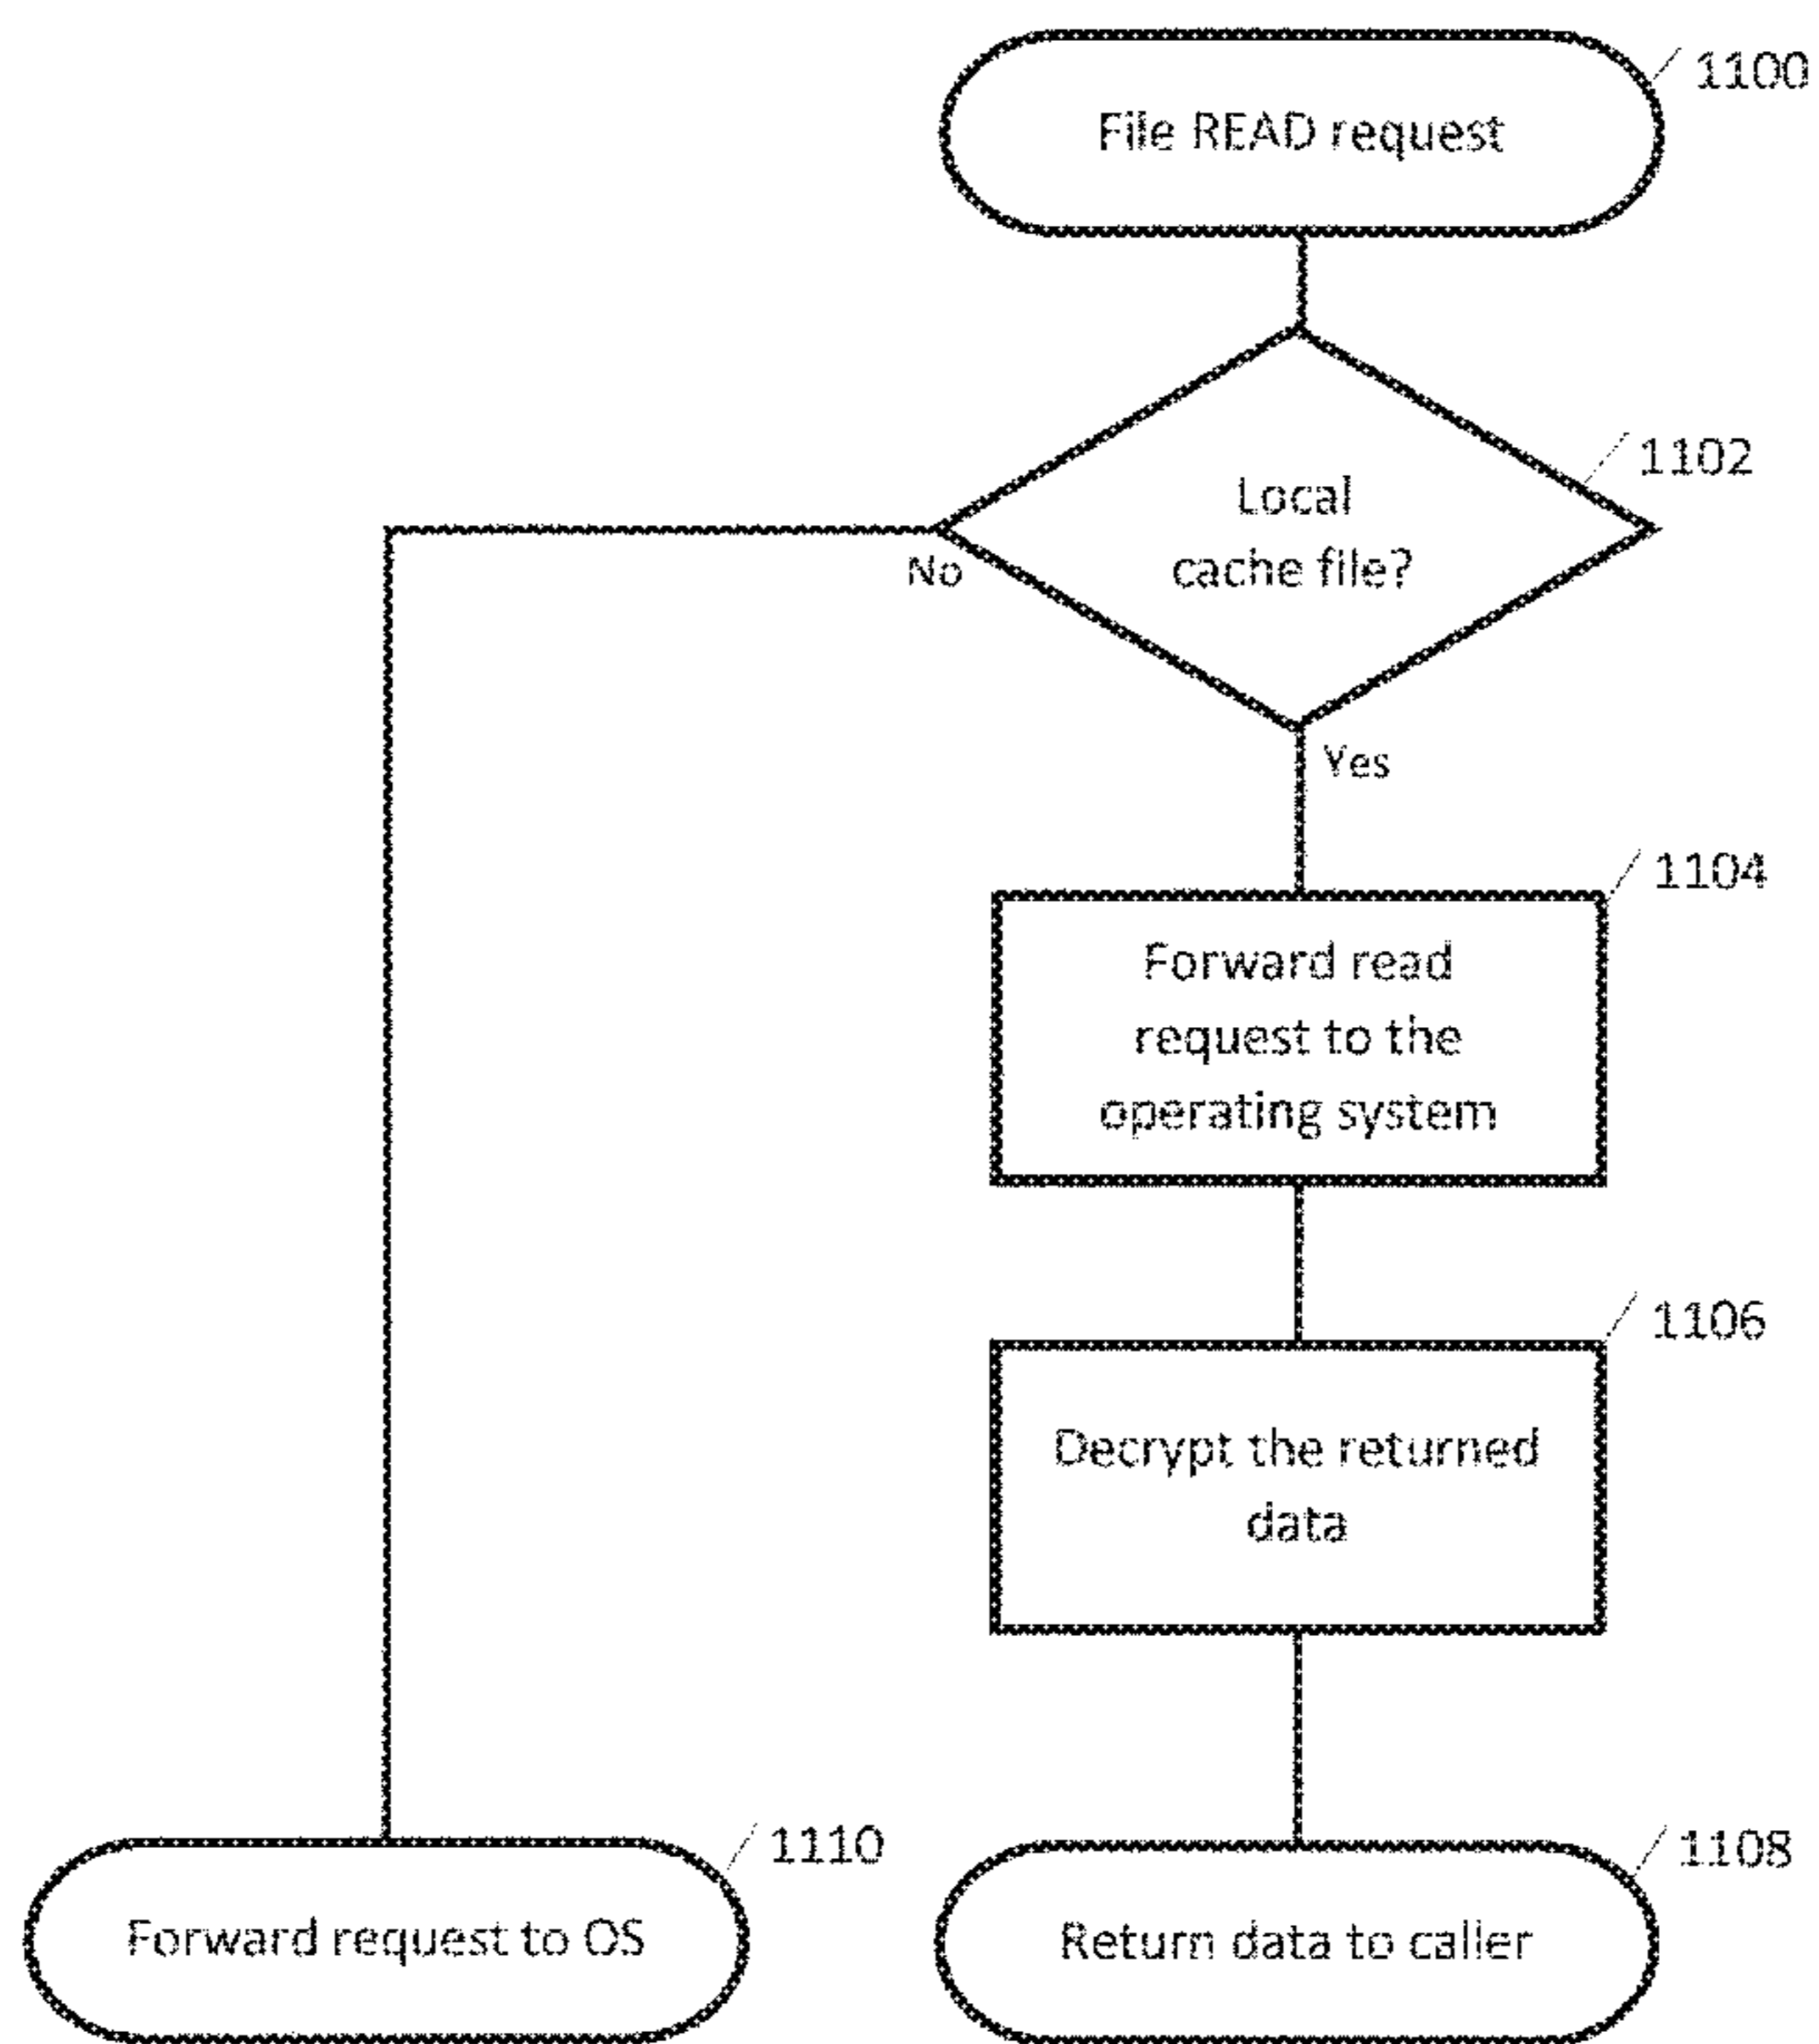 1100
File READ request
1102
Local
cache file?
No
Yes
1104
Forward read
request to the
operating system
1106
Decrypt the returned
data
1110
1108
Forward request to OS
Return data to caller